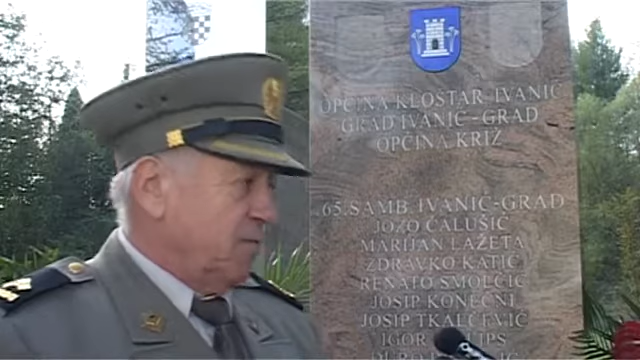 OPĆINA KLOŠTAR IVANIĆ
GRAD IVANIĆ-GRAD
OPĆINA KRIŽ
65.SAMB.IVANIĆ-GRAD
JOZO ČALUŠIĆ
MARIJAN LAŽETA
ZDRAVKO KATIĆ
RENATO SMOLČIĆ
JOSIP KONEČNI
JOSIP TKALČEVIĆ
IGOR